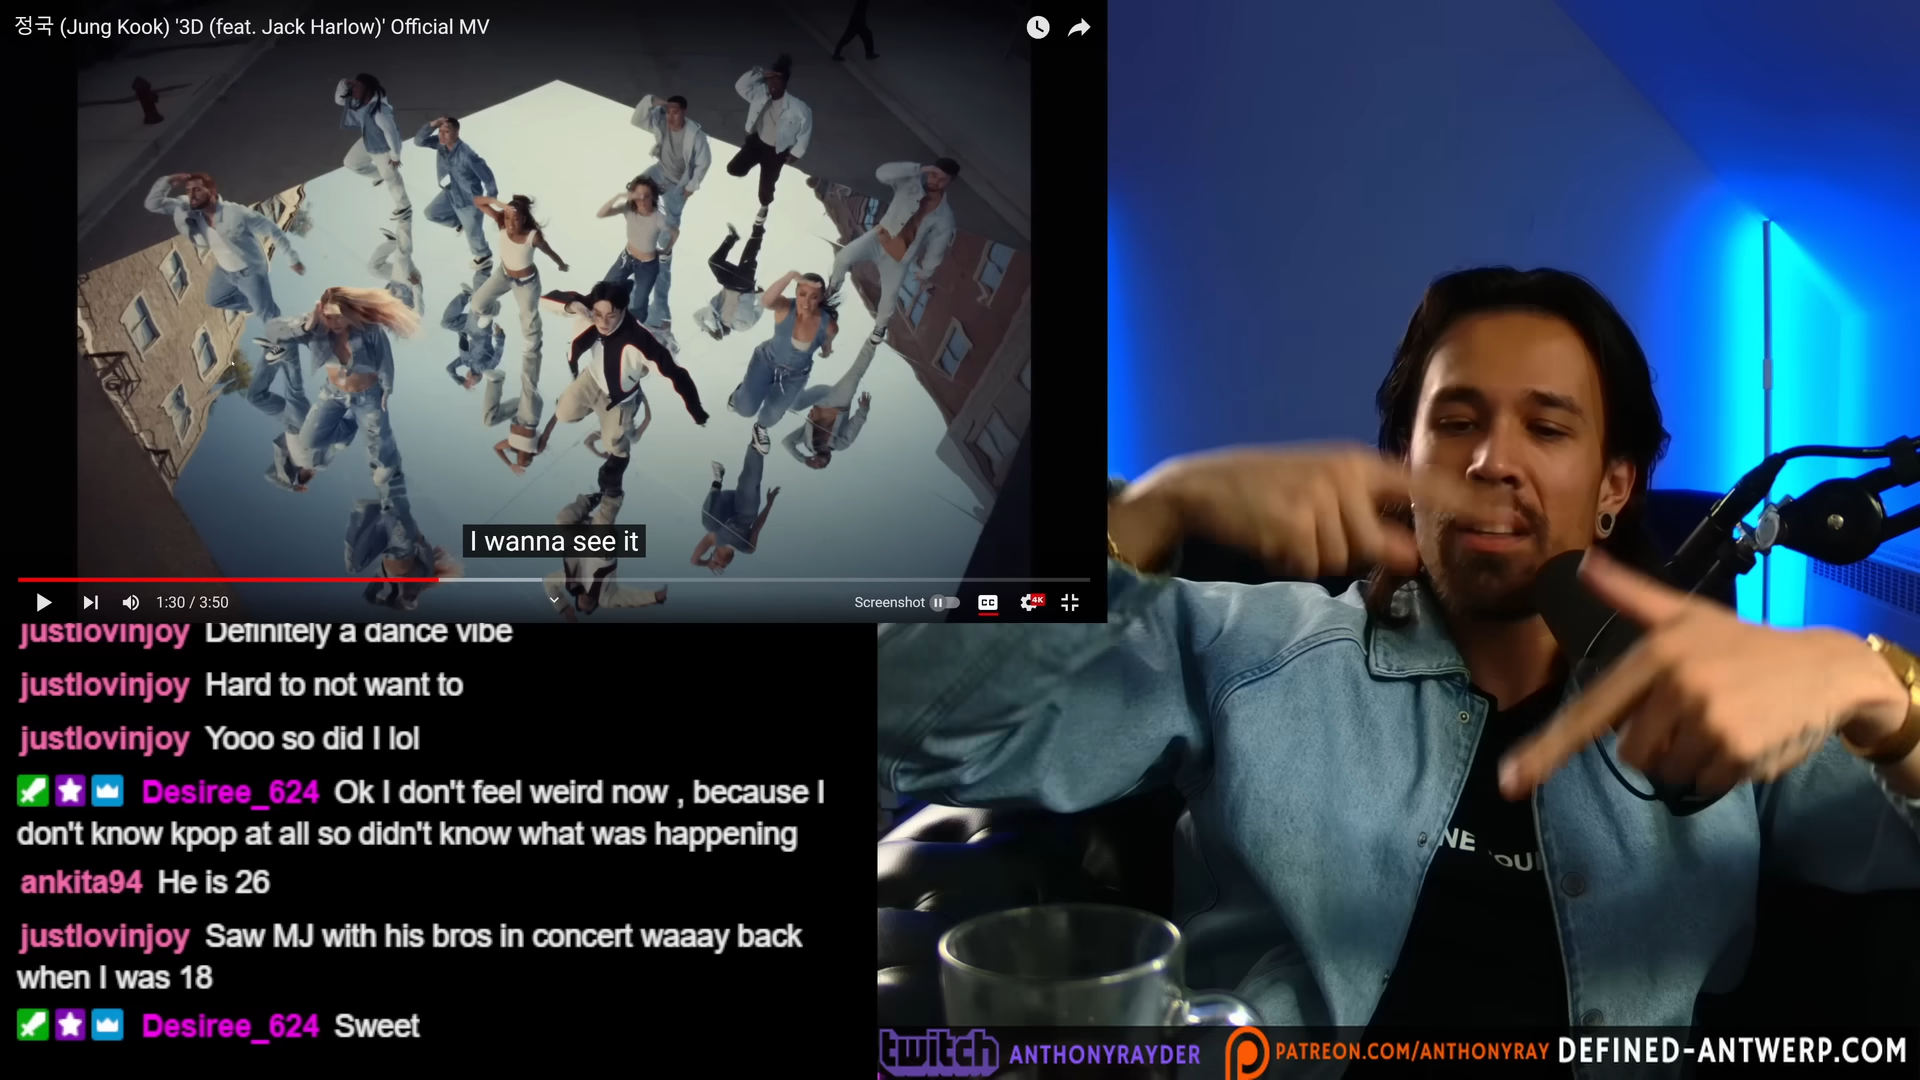 정국 (Jung Kook) '3D (feat. Jack Harlow)' Official MV
I wanna see it
1:30 / 3:50
Screenshot
CC
4K
justlovinjoy Definitely a dance vibe
justlovinjoy Hard to not want to
justlovinjoy Yooo so did I lol
Desiree_624 Ok I don't feel weird now , because I
don't know kpop at all so didn't know what was happening
ankita94 He is 26
justlovinjoy Saw MJ with his bros in concert waaay back
when I was 18
Desiree_624 Sweet
NE OU
twitch ANTHONYRAYDER PATREON.COM/ANTHONYRAY DEFINED-ANTWERP.COM